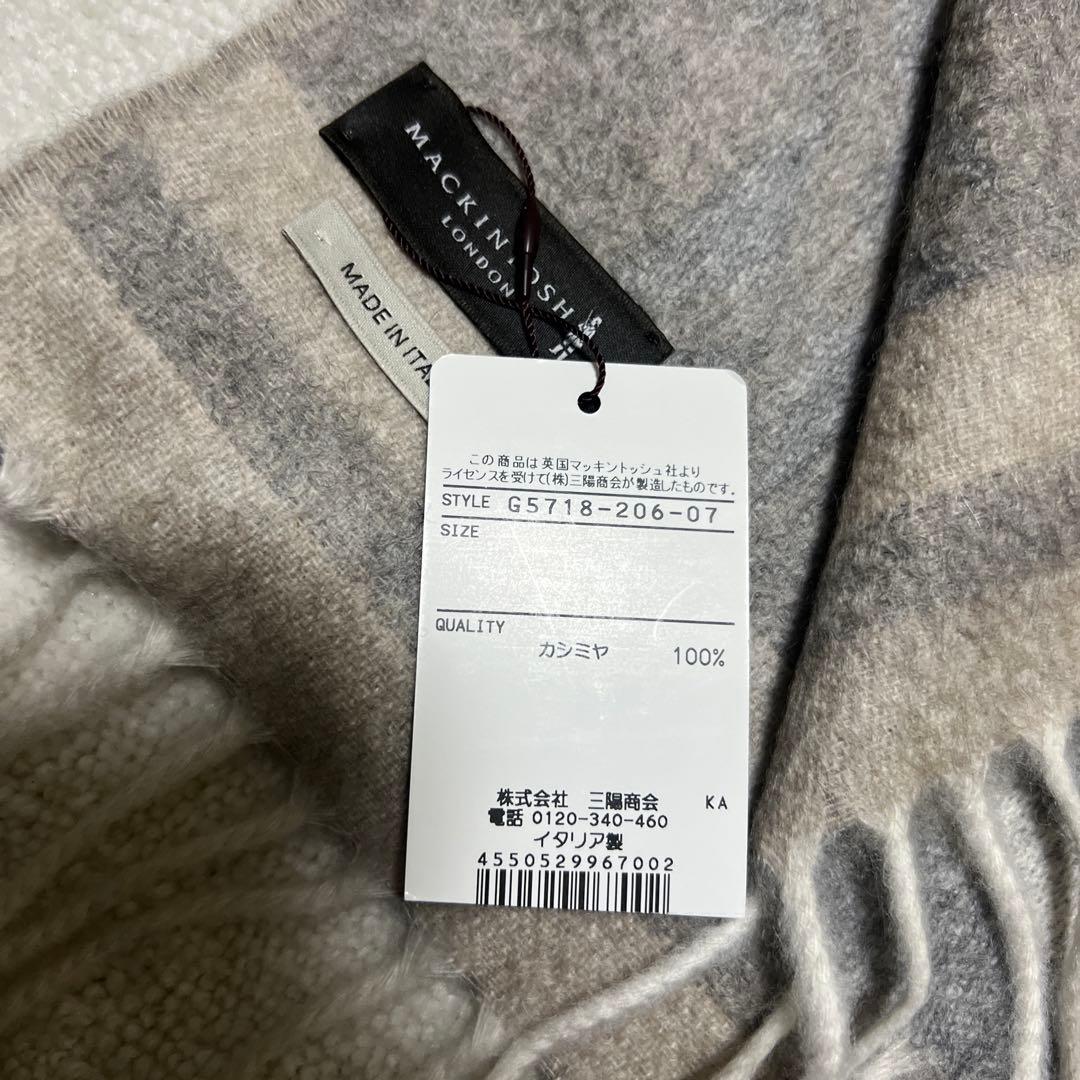 MACKINTOSH
LONDON
MADE IN ITA
この商品は英国マッキントッシュ社より
ライセンスを受けて(株)三陽商会が製造したものです。
STYLE G5718-206-07
SIZE
QUALITY
カシミヤ 100%
株式会社 三陽商会 KA
電話 0120-340-460
イタリア製
4550529967002